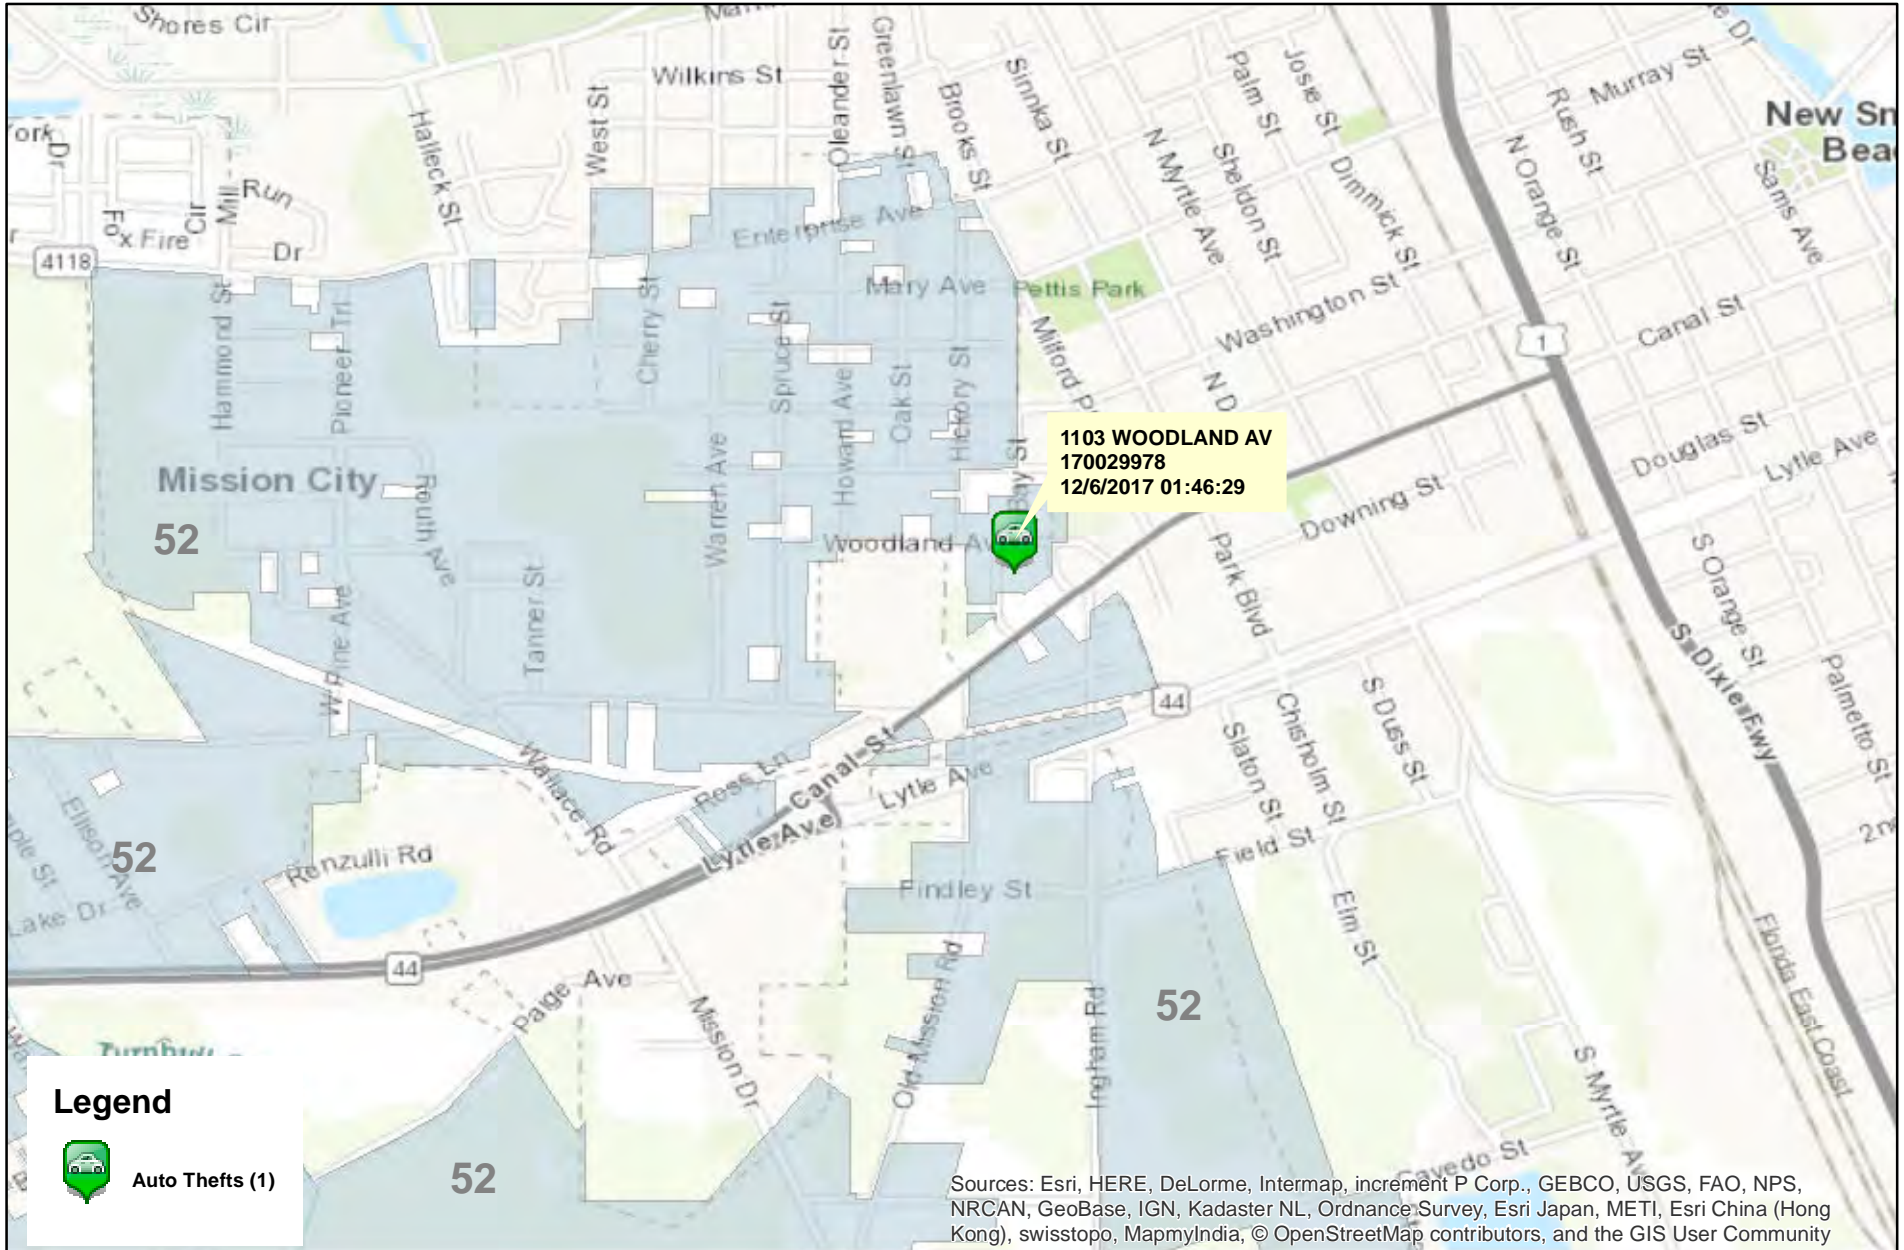 Shores Cir
Wilkins St
West St
Oleander St
Greenlawn St
Brooks St
Sinnka St
Palm St
Josie St
Murray St
Rush St
New Sm
Bea
Halleck St
N Myrtle Ave
Sheldon St
Dimmick St
N Orange St
Sams Ave
Dr
Fox Fire
Cir
Mill
Run
Dr
4118
Enterprise Ave
Mary Ave
Pettis Park
Washington St
Canal St
1
Hammond St
Pioneer Trl
Cherry St
Spruce St
Howard Ave
Oak St
Hickory St
Milford Pl
N D
Bay St
1103 WOODLAND AV
170029978
12/6/2017 01:46:29
Douglas St
Lytle Ave
Mission City
52
Routh Ave
Warren Ave
Woodland Av
Downing St
Park Blvd
S Orange St
W Pine Ave
Tanner St
S Dixie Fwy
Palmetto St
44
Chisholm St
S Duss St
Slaton St
Wallace Rd
Ross Ln
Canal St
Lytle Ave
Lytle Ave
Ellison Ave
52
Renzulli Rd
Lake Dr
Field St
Findley St
Elm St
44
Paige Ave
Mission Dr
Old Mission Rd
Ingham Rd
52
Florida East Coast
S Myrtle Av
Cavedo St
52
Legend
Auto Thefts (1)
Sources: Esri, HERE, DeLorme, Intermap, increment P Corp., GEBCO, USGS, FAO, NPS,
NRCAN, GeoBase, IGN, Kadaster NL, Ordnance Survey, Esri Japan, METI, Esri China (Hong
Kong), swisstopo, MapmyIndia, © OpenStreetMap contributors, and the GIS User Community